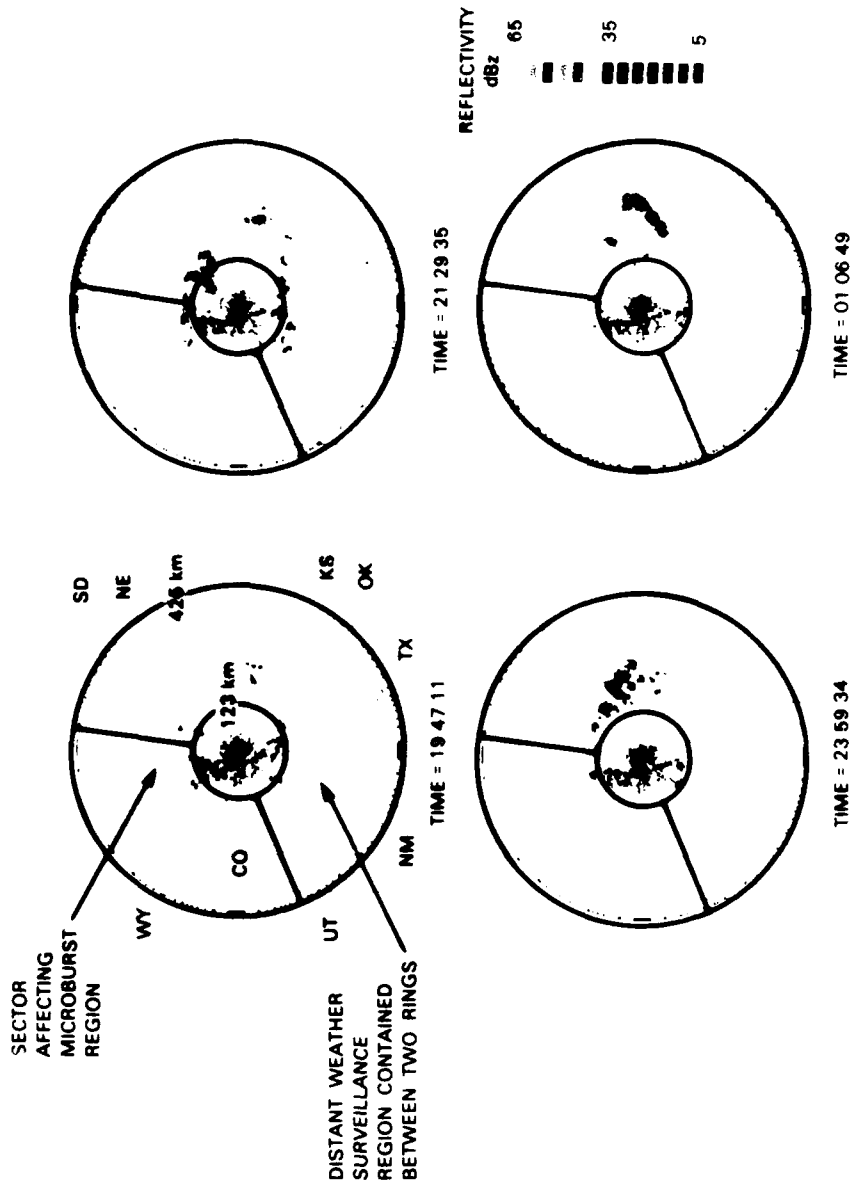 SECTOR
AFFECTING
MICROBURST
REGION
DISTANT WEATHER
SURVEILLANCE
REGION CONTAINED
BETWEEN TWO RINGS
WY
CO
UT
NM
SD
NE
426 km
123 km
KS
OK
TX
TIME = 19 47 11
TIME = 21 29 35
TIME = 23 59 34
TIME = 01 06 49
REFLECTIVITY
dBz
65
35
5